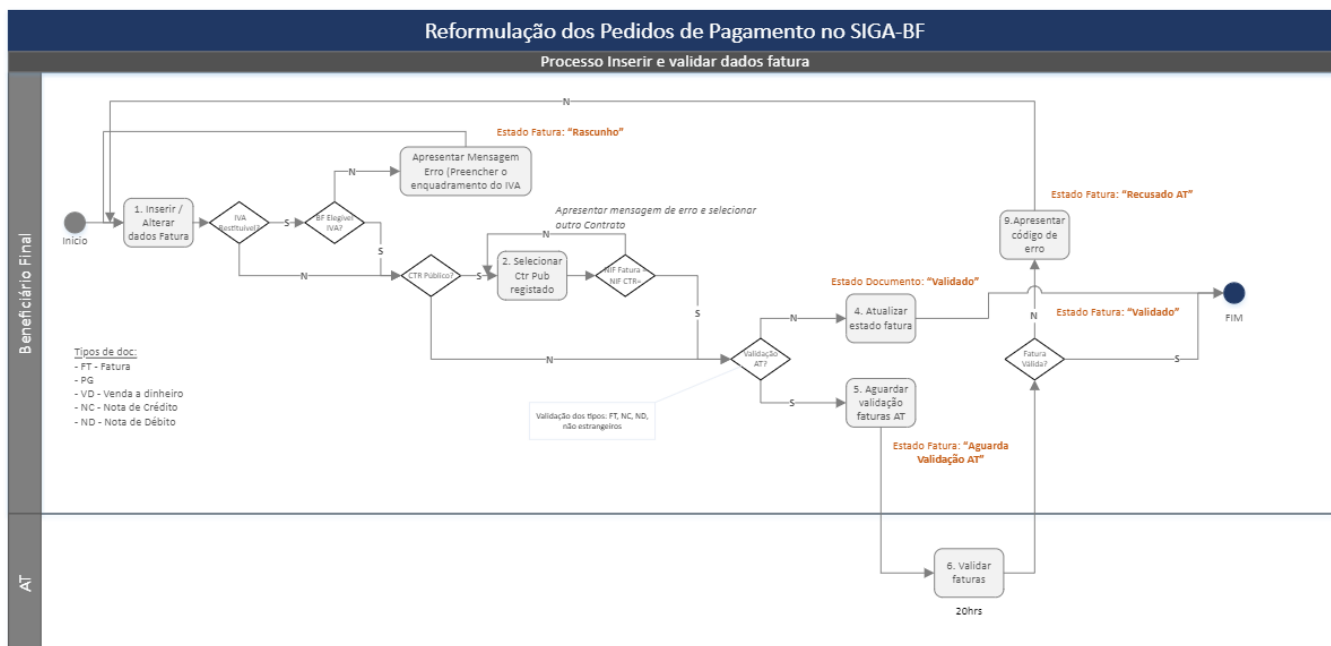 Reformulação dos Pedidos de Pagamento no SIGA-BF
Processo Inserir e validar dados fatura
Beneficiário Final
N
Estado Fatura: "Rascunho"
Apresentar Mensagem
Erro (Preencher o
enquadramento do IVA
N
Início
1. Inserir /
Alterar
dados Fatura
IVA
Restituível?
S
BF Elegível
IVA?
S
N
Apresentar mensagem de erro e selecionar
outro Contrato
N
CTR Público?
S
2. Selecionar
Ctr Pub
registado
NIF Fatura =
NIF CTR=
S
N
Validação
AT?
N
Estado Documento: "Validado"
4. Atualizar
estado fatura
S
5. Aguardar
validação
faturas AT
Estado Fatura: "Aguarda
Validação AT"
Validação dos tipos: FT, NC, ND,
não estrangeiros
Estado Fatura: "Recusado AT"
9.Apresentar
código de
erro
N
Estado Fatura: "Validado"
Fatura
Válida?
S
FIM
Tipos de doc:
- FT - Fatura
- PG
- VD - Venda a dinheiro
- NC - Nota de Crédito
- ND - Nota de Débito
AT
6. Validar
faturas
20hrs